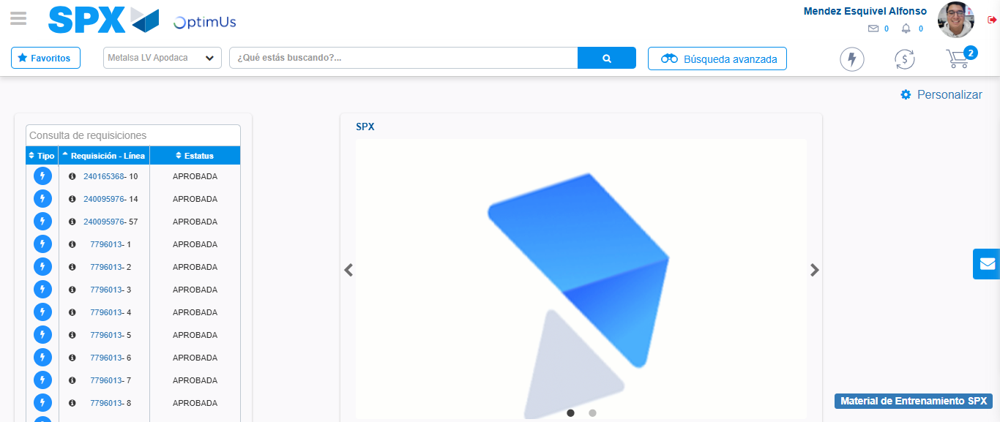 SPX
OptimUs
Mendez Esquivel Alfonso
0 0
Favoritos
Metalsa LV Apodaca
¿Qué estás buscando?...
Búsqueda avanzada
$
2
Personalizar
Consulta de requisiciones
Tipo Requisición - Línea Estatus
240165368- 10 APROBADA
240095976- 14 APROBADA
240095976- 57 APROBADA
7796013- 1 APROBADA
7796013- 2 APROBADA
7796013- 3 APROBADA
7796013- 4 APROBADA
7796013- 5 APROBADA
7796013- 6 APROBADA
7796013- 7 APROBADA
7796013- 8 APROBADA
SPX
Material de Entrenamiento SPX